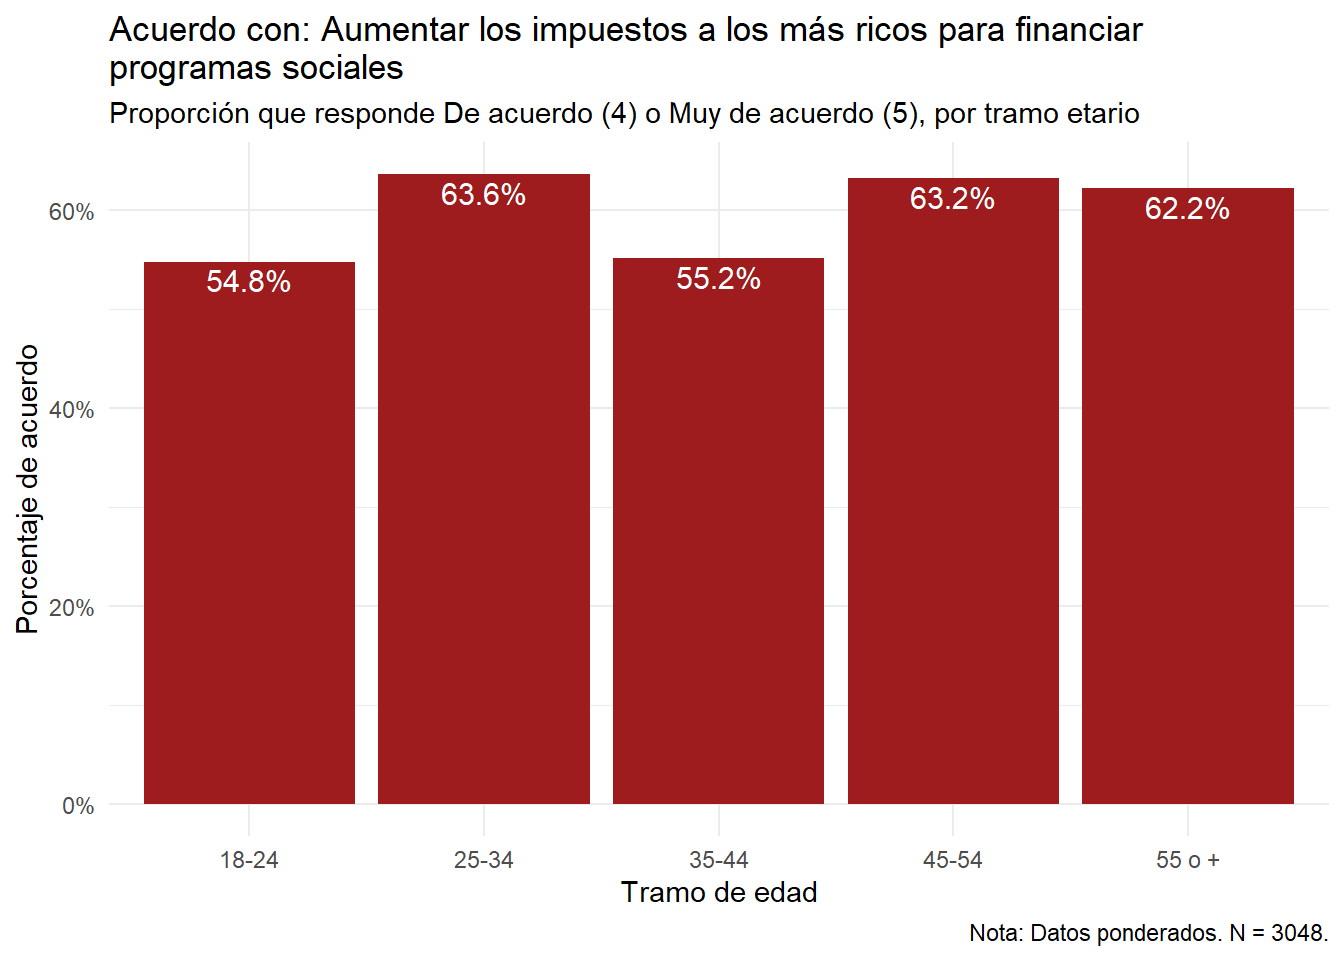 Acuerdo con: Aumentar los impuestos a los más ricos para financiar
programas sociales
Proporción que responde De acuerdo (4) o Muy de acuerdo (5), por tramo etario
Porcentaje de acuerdo
60%
40%
20%
0%
54.8%
63.6%
55.2%
63.2%
62.2%
18-24
25-34
35-44
45-54
55 o +
Tramo de edad
Nota: Datos ponderados. N = 3048.